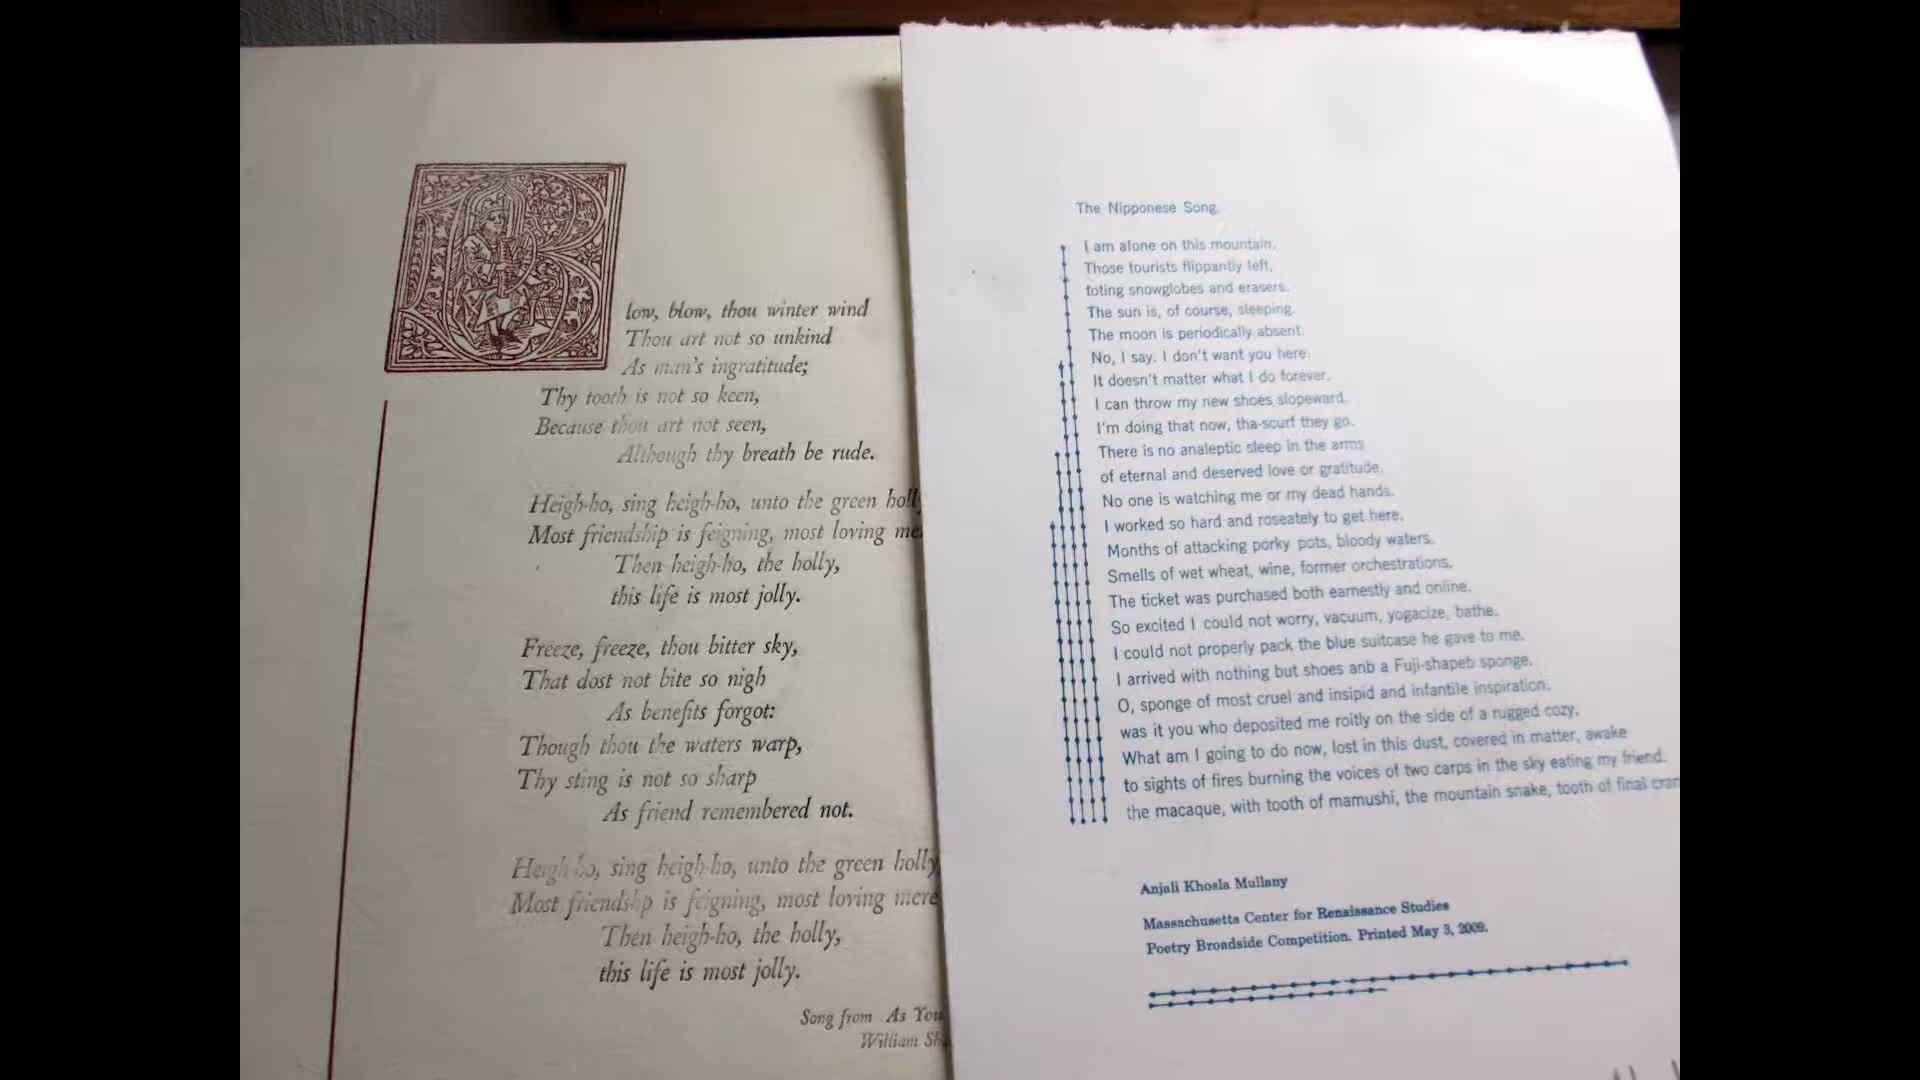 B
low, blow, thou winter wind
Thou art not so unkind
As man's ingratitude;
Thy tooth is not so keen,
Because thou art not seen,
Although thy breath be rude.
Heigh-ho, sing heigh-ho, unto the green holl
Most friendship is feigning, most loving me
Then heigh-ho, the holly,
this life is most jolly.
Freeze, freeze, thou bitter sky,
That dost not bite so nigh
As benefits forgot:
Though thou the waters warp,
Thy sting is not so sharp
As friend remembered not.
Heigh-ho, sing heigh-ho, unto the green holly
Most friendship is feigning, most loving mere
Then heigh-ho, the holly,
this life is most jolly.
Song from As You
William Sh
The Nipponese Song
I am alone on this mountain.
Those tourists flippantly left,
toting snowglobes and erasers.
The sun is, of course, sleeping.
The moon is periodically absent.
No, I say. I don't want you here.
It doesn't matter what I do forever.
I can throw my new shoes slopeward.
I'm doing that now, tha-scurf they go.
There is no analeptic sleep in the arms
of eternal and deserved love or gratitude.
No one is watching me or my dead hands.
I worked so hard and roseately to get here.
Months of attacking porky pots, bloody waters.
Smells of wet wheat, wine, former orchestrations.
The ticket was purchased both earnestly and online.
So excited I could not worry, vacuum, yogacize, bathe.
I could not properly pack the blue suitcase he gave to me.
I arrived with nothing but shoes anb a Fuji-shapeb sponge.
O, sponge of most cruel and insipid and infantile inspiration,
was it you who deposited me roitly on the side of a rugged cozy.
What am I going to do now, lost in this dust, covered in matter, awake
to sights of fires burning the voices of two carps in the sky eating my friend.
the macaque, with tooth of mamushi, the mountain snake, tooth of final cran
Anjali Khosla Mullany
Massachusetts Center for Renaissance Studies
Poetry Broadside Competition. Printed May 3, 2009.